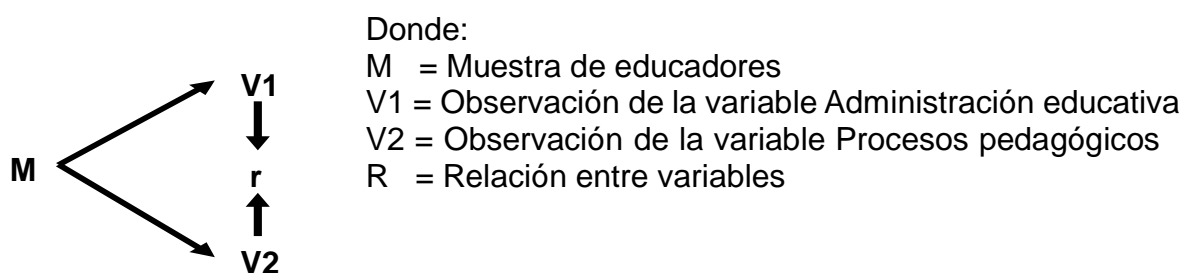 Donde:
M = Muestra de educadores
V1 = Observación de la variable Administración educativa
V2 = Observación de la variable Procesos pedagógicos
R = Relación entre variables
V1
M
r
V2